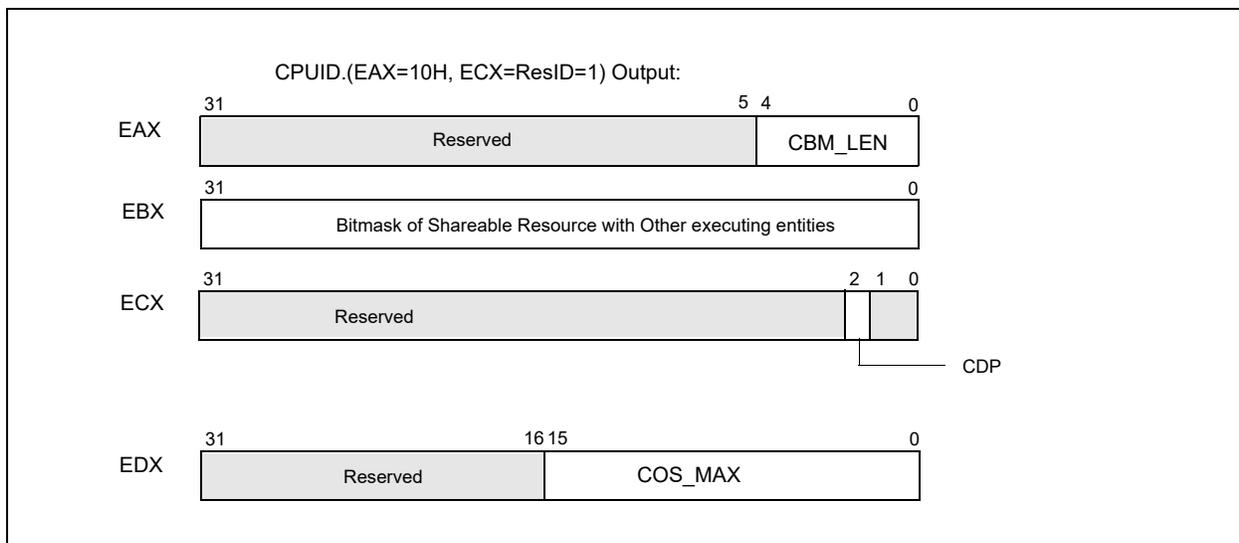 CPUID.(EAX=10H, ECX=ResID=1) Output:
31 5 4 0
EAX Reserved CBM_LEN
31 0
EBX Bitmask of Shareable Resource with Other executing entities
31 2 1 0
ECX Reserved
CDP
31 16 15 0
EDX Reserved COS_MAX